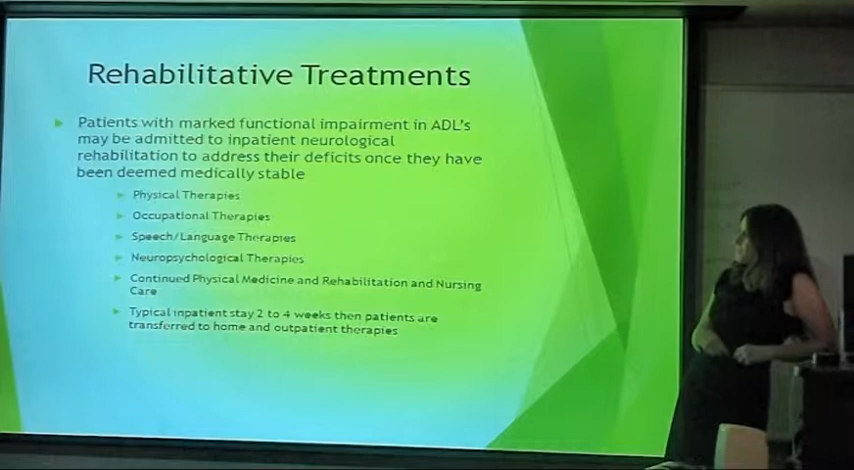 Rehabilitative Treatments
Patients with marked functional impairment in ADL's
may be admitted to inpatient neurological
rehabilitation to address their deficits once they have
been deemed medically stable
Physical Therapies
Occupational Therapies
Speech/Language Therapies
Neuropsychological Therapies
Continued Physical Medicine and Rehabilitation and Nursing
Care
Typical inpatient stay 2 to 4 weeks then patients are
transferred to home and outpatient therapies